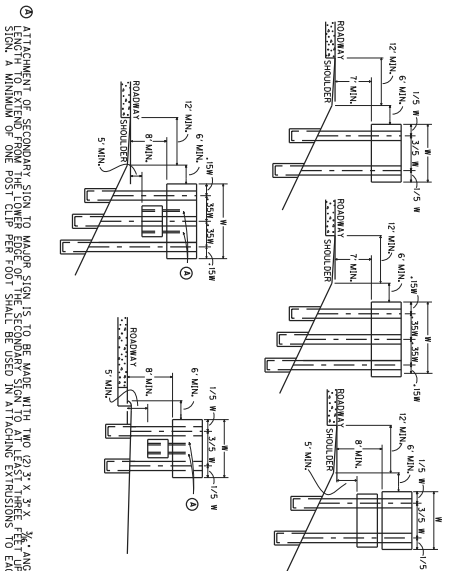 W
1/5 W
3/5 W
1/5 W
6' MIN.
12' MIN.
7' MIN.
ROADWAY
SHOULDER
W
.15W
.35W
.35W
.15W
6' MIN.
12' MIN.
7' MIN.
ROADWAY
SHOULDER
W
1/5 W
3/5 W
1/5
6' MIN.
12' MIN.
8' MIN.
5' MIN.
ROADWAY
SHOULDER
W
.15W
.35W
.35W
.15W
6' MIN.
12' MIN.
8' MIN.
5' MIN.
ROADWAY
SHOULDER
A
W
1/5 W
3/5 W
1/5 W
6' MIN.
8' MIN.
5' MIN.
ROADWAY
A
A ATTACHMENT OF SECONDARY SIGN TO MAJOR SIGN IS TO BE MADE WITH TWO (2) 3" X 3" X 3/16" ANG
LENGTH TO EXTEND FROM THE LOWER EDGE OF THE SECONDARY SIGN TO AT LEAST THREE FEET UP
SIGN. A MINIMUM OF ONE POST CLIP PER FOOT SHALL BE USED IN ATTACHING EXTRUSIONS TO EAC